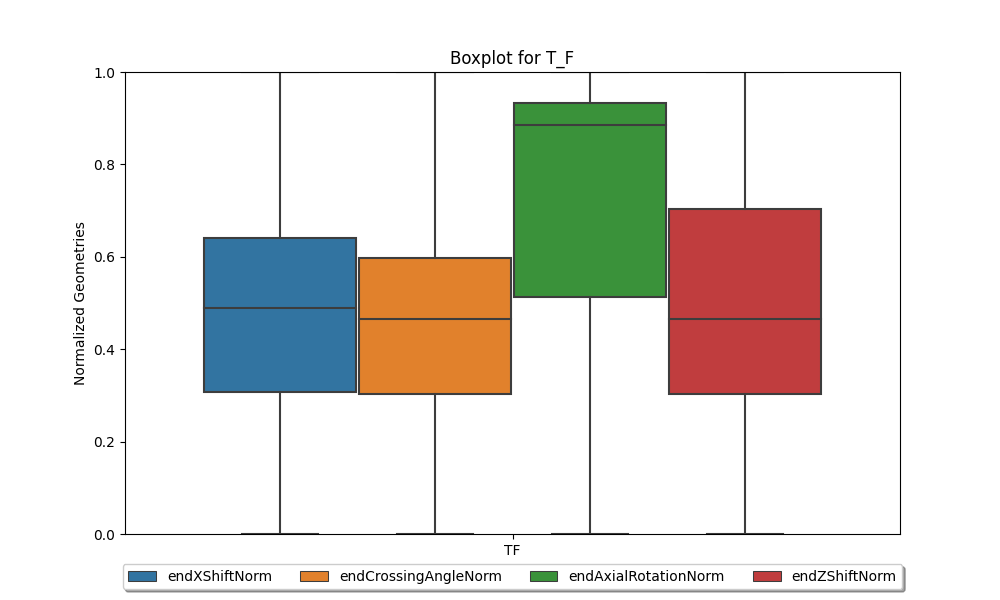 Boxplot for T_F
1.0
0.8
0.6
0.4
0.2
0.0
Normalized Geometries
TF
endXShiftNorm endCrossingAngleNorm endAxialRotationNorm endZShiftNorm